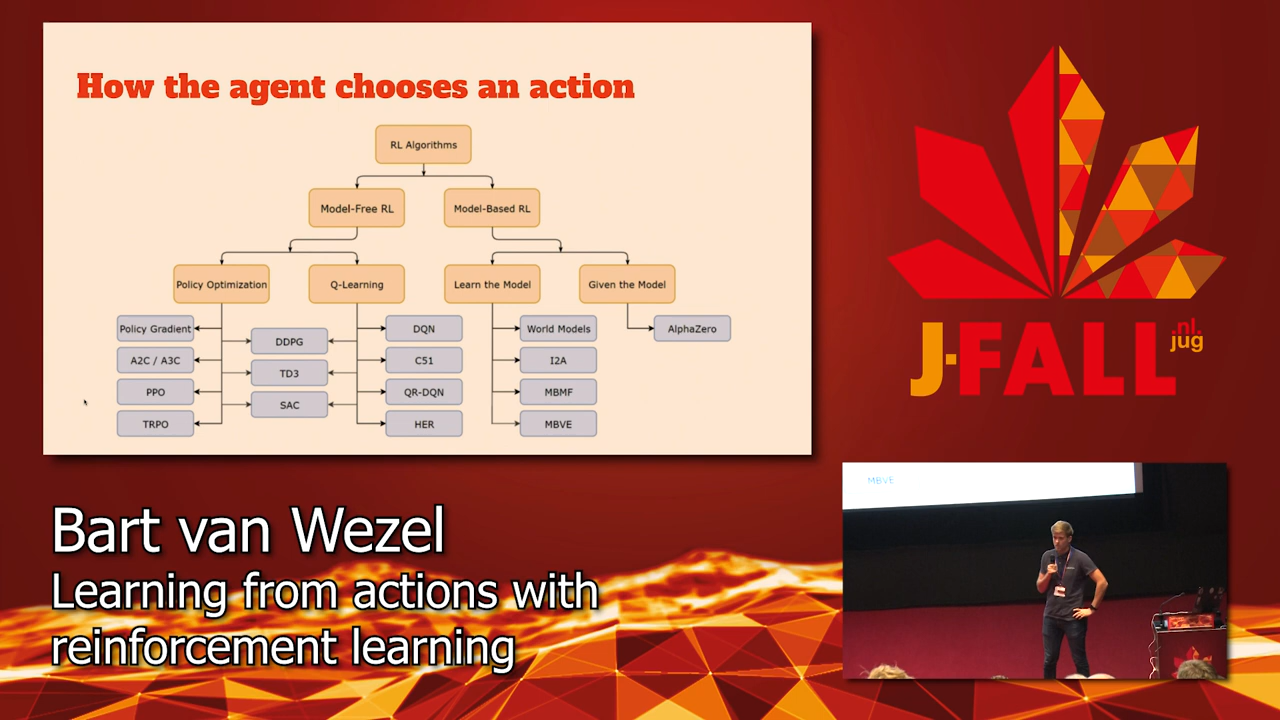 How the agent chooses an action
RL Algorithms
Model-Free RL
Model-Based RL
Policy Optimization
Q-Learning
Learn the Model
Given the Model
Policy Gradient
DDPG
DQN
World Models
AlphaZero
A2C / A3C
TD3
C51
I2A
PPO
SAC
QR-DQN
MBMF
TRPO
HER
MBVE
J-FALL
.nl.
jug
MBVE
Bart van Wezel
Learning from actions with
reinforcement learning